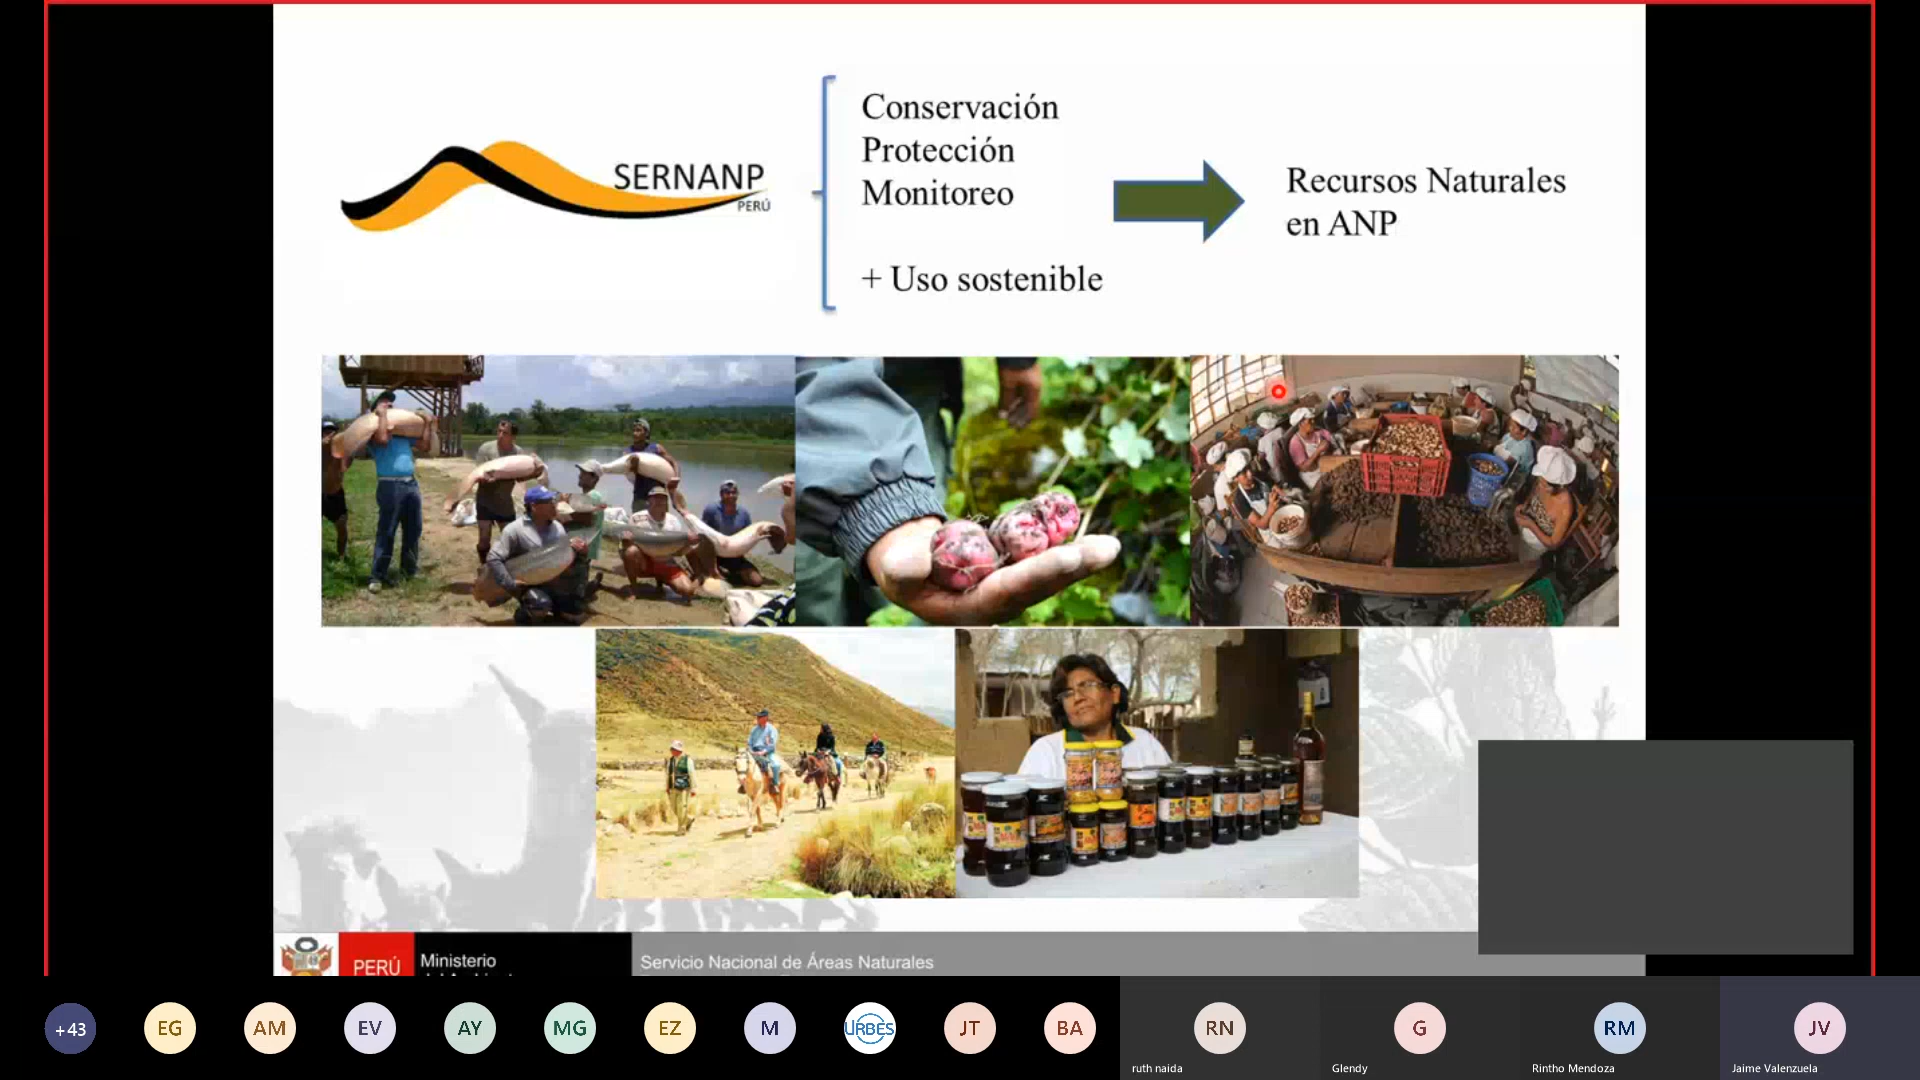 SERNANP
PERÚ
Conservación
Protección
Monitoreo
+ Uso sostenible
Recursos Naturales
en ANP
PERÚ
Ministerio
Servicio Nacional de Áreas Naturales
+43
EG
AM
EV
AY
MG
EZ
M
URBES
JT
BA
RN
ruth naida
G
Glendy
RM
Rintho Mendoza
JV
Jaime Valenzuela